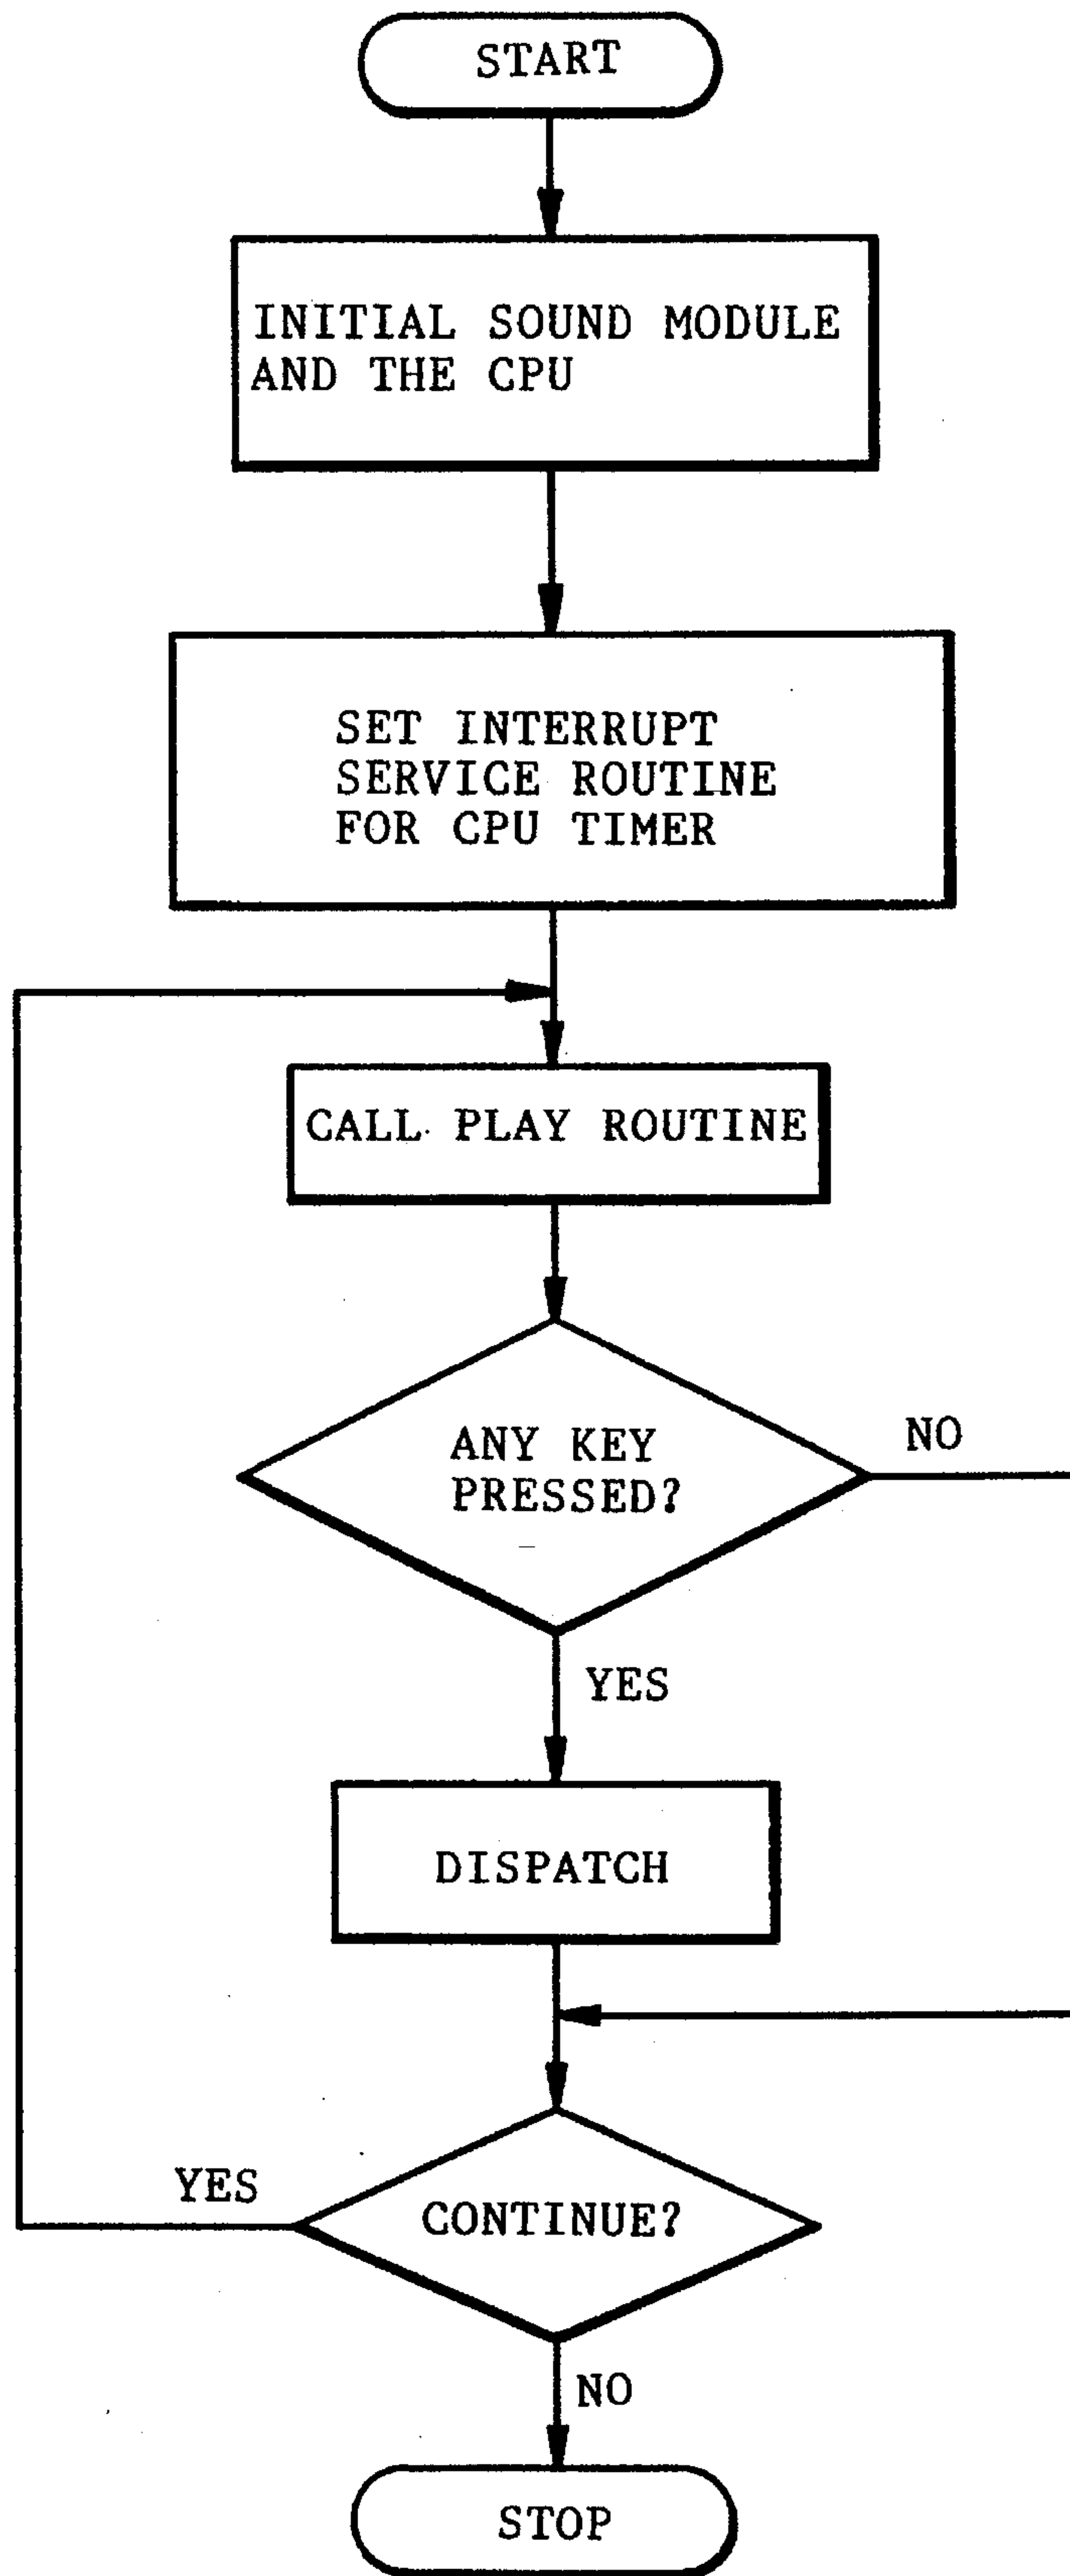 START
INITIAL SOUND MODULE
AND THE CPU
SET INTERRUPT
SERVICE ROUTINE
FOR CPU TIMER
CALL PLAY ROUTINE
ANY KEY
PRESSED?
NO
YES
DISPATCH
YES
CONTINUE?
NO
STOP